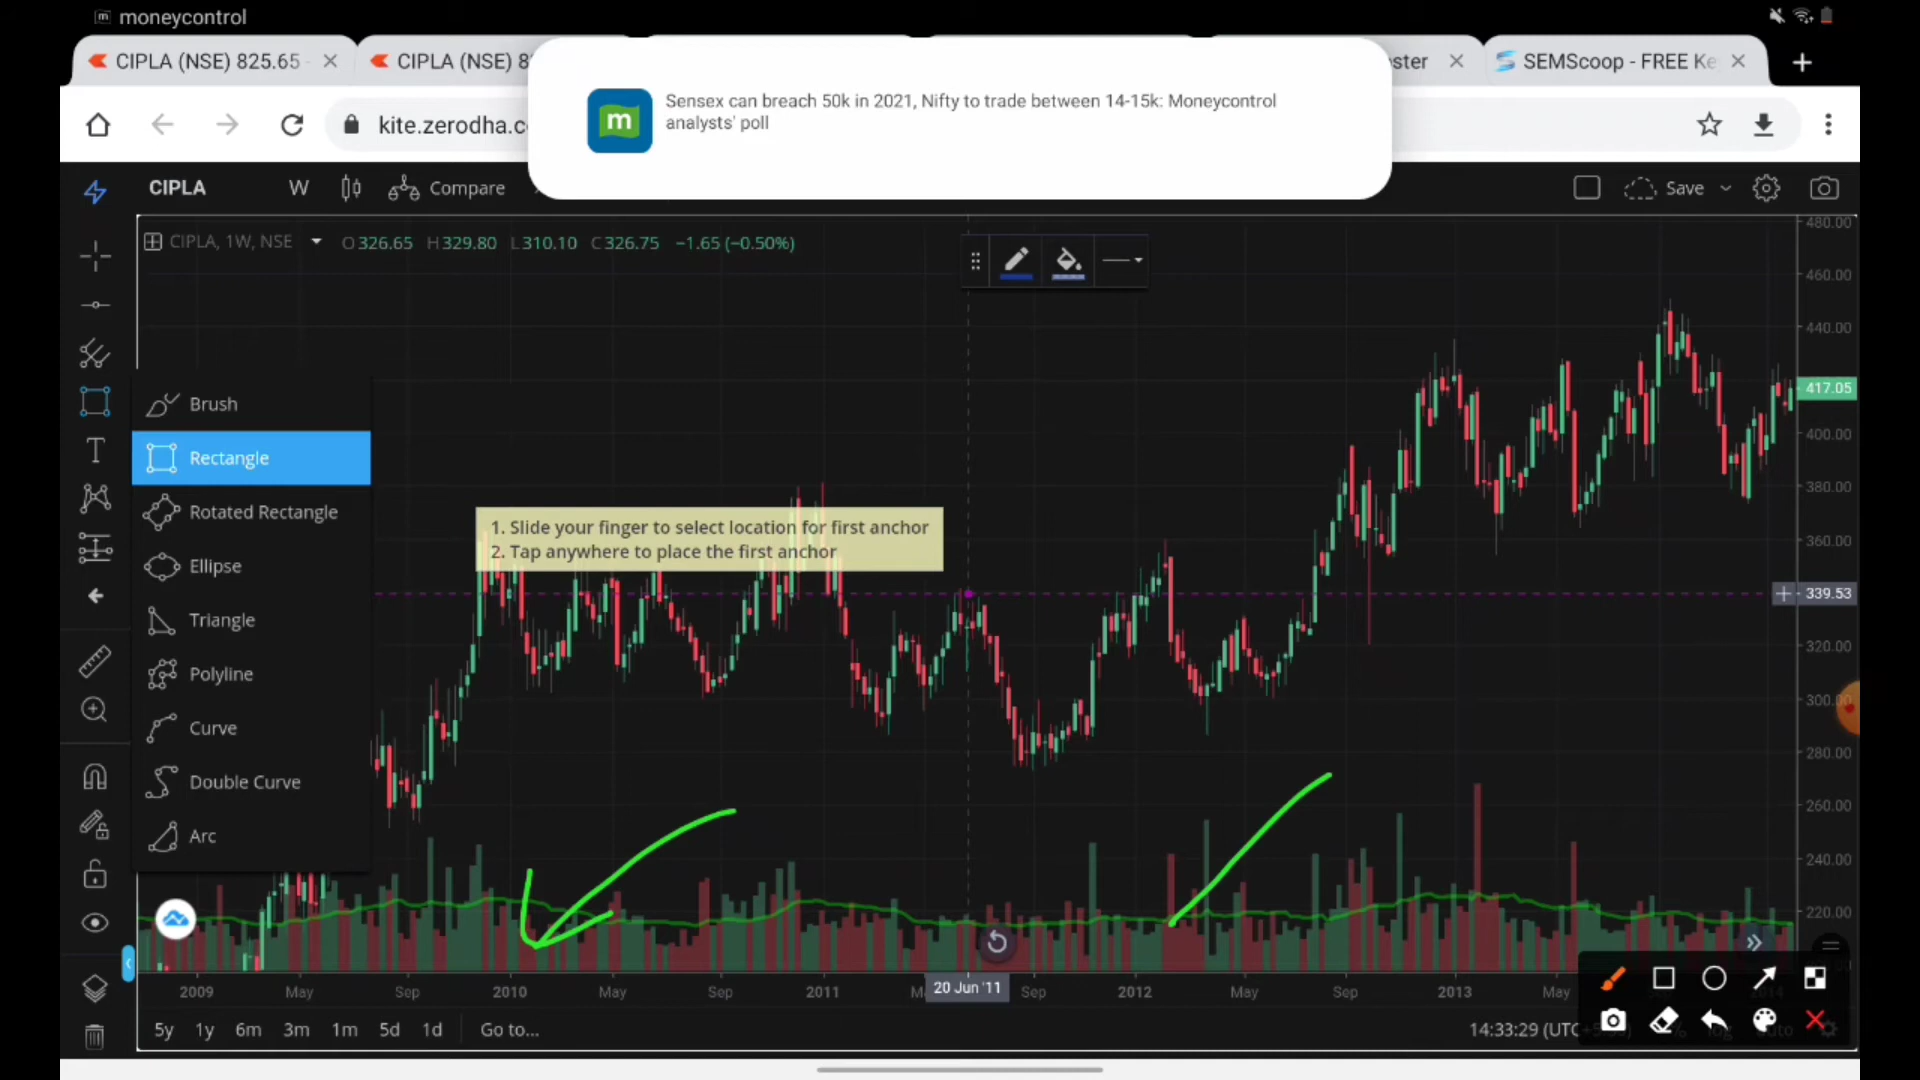 moneycontrol
CIPLA (NSE) 825.65
CIPLA (NSE) 8
ster
SEMScoop - FREE Ke
kite.zerodha.c
Sensex can breach 50k in 2021, Nifty to trade between 14-15k: Moneycontrol
analysts' poll
CIPLA
W
Compare
Save
CIPLA, 1W, NSE
O326.65 H329.80 L310.10 C326.75 −1.65 (−0.50%)
480.00
460.00
440.00
417.05
400.00
380.00
360.00
339.53
320.00
300.00
280.00
260.00
240.00
220.00
Brush
Rectangle
Rotated Rectangle
Ellipse
Triangle
Polyline
Curve
Double Curve
Arc
1. Slide your finger to select location for first anchor
2. Tap anywhere to place the first anchor
2009 May Sep 2010 May Sep 2011 20 Jun '11 Sep 2012 May Sep 2013 May 2014
5y 1y 6m 3m 1m 5d 1d Go to...
14:33:29 (UTC